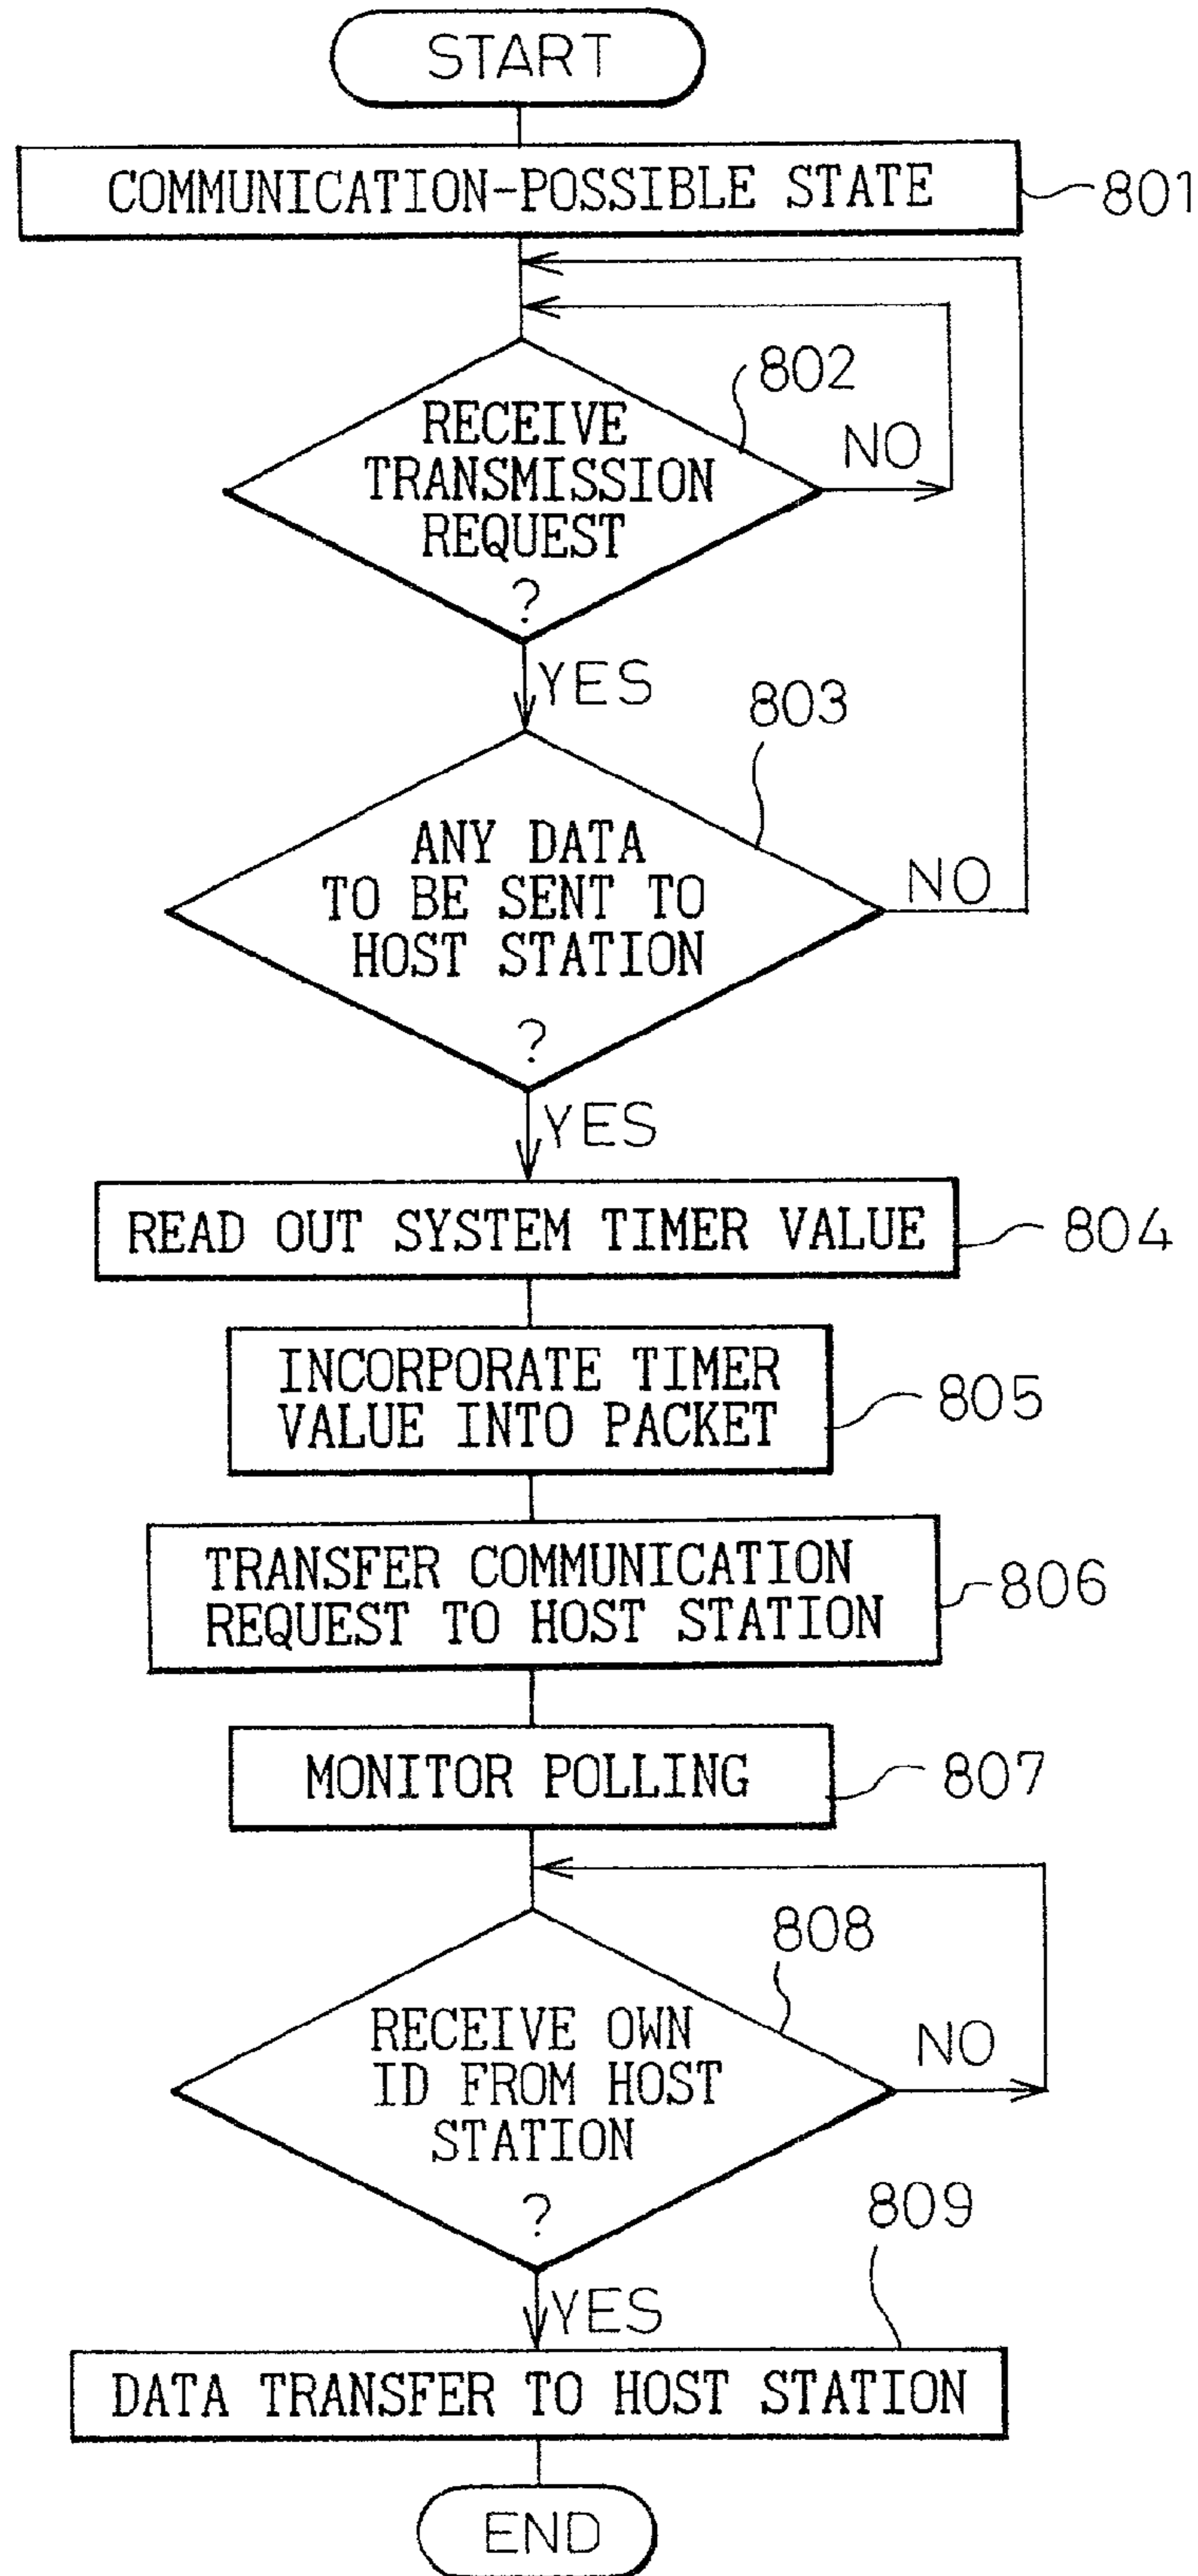 START
COMMUNICATION-POSSIBLE STATE
801
802
RECEIVE
TRANSMISSION
REQUEST
?
NO
YES
803
ANY DATA
TO BE SENT TO
HOST STATION
?
NO
YES
READ OUT SYSTEM TIMER VALUE
804
INCORPORATE TIMER
VALUE INTO PACKET
805
TRANSFER COMMUNICATION
REQUEST TO HOST STATION
806
MONITOR POLLING
807
808
RECEIVE OWN
ID FROM HOST
STATION
?
NO
YES
809
DATA TRANSFER TO HOST STATION
END